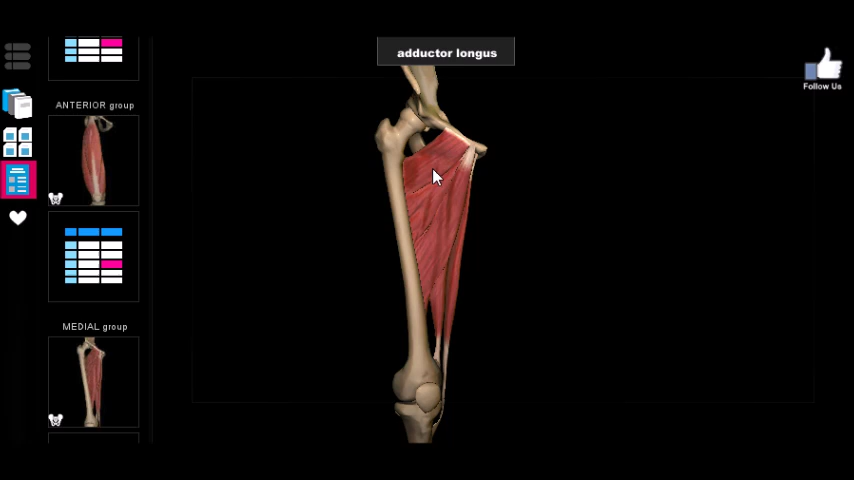 adductor longus
Follow Us
ANTERIOR group
MEDIAL group